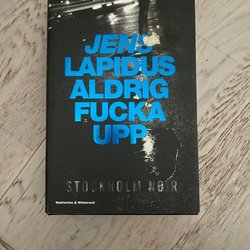 JENS
LAPIDUS
ALDRIG
FUCKA
UPP
STOCKHOLM NOIR
Wahlström & Widstrand